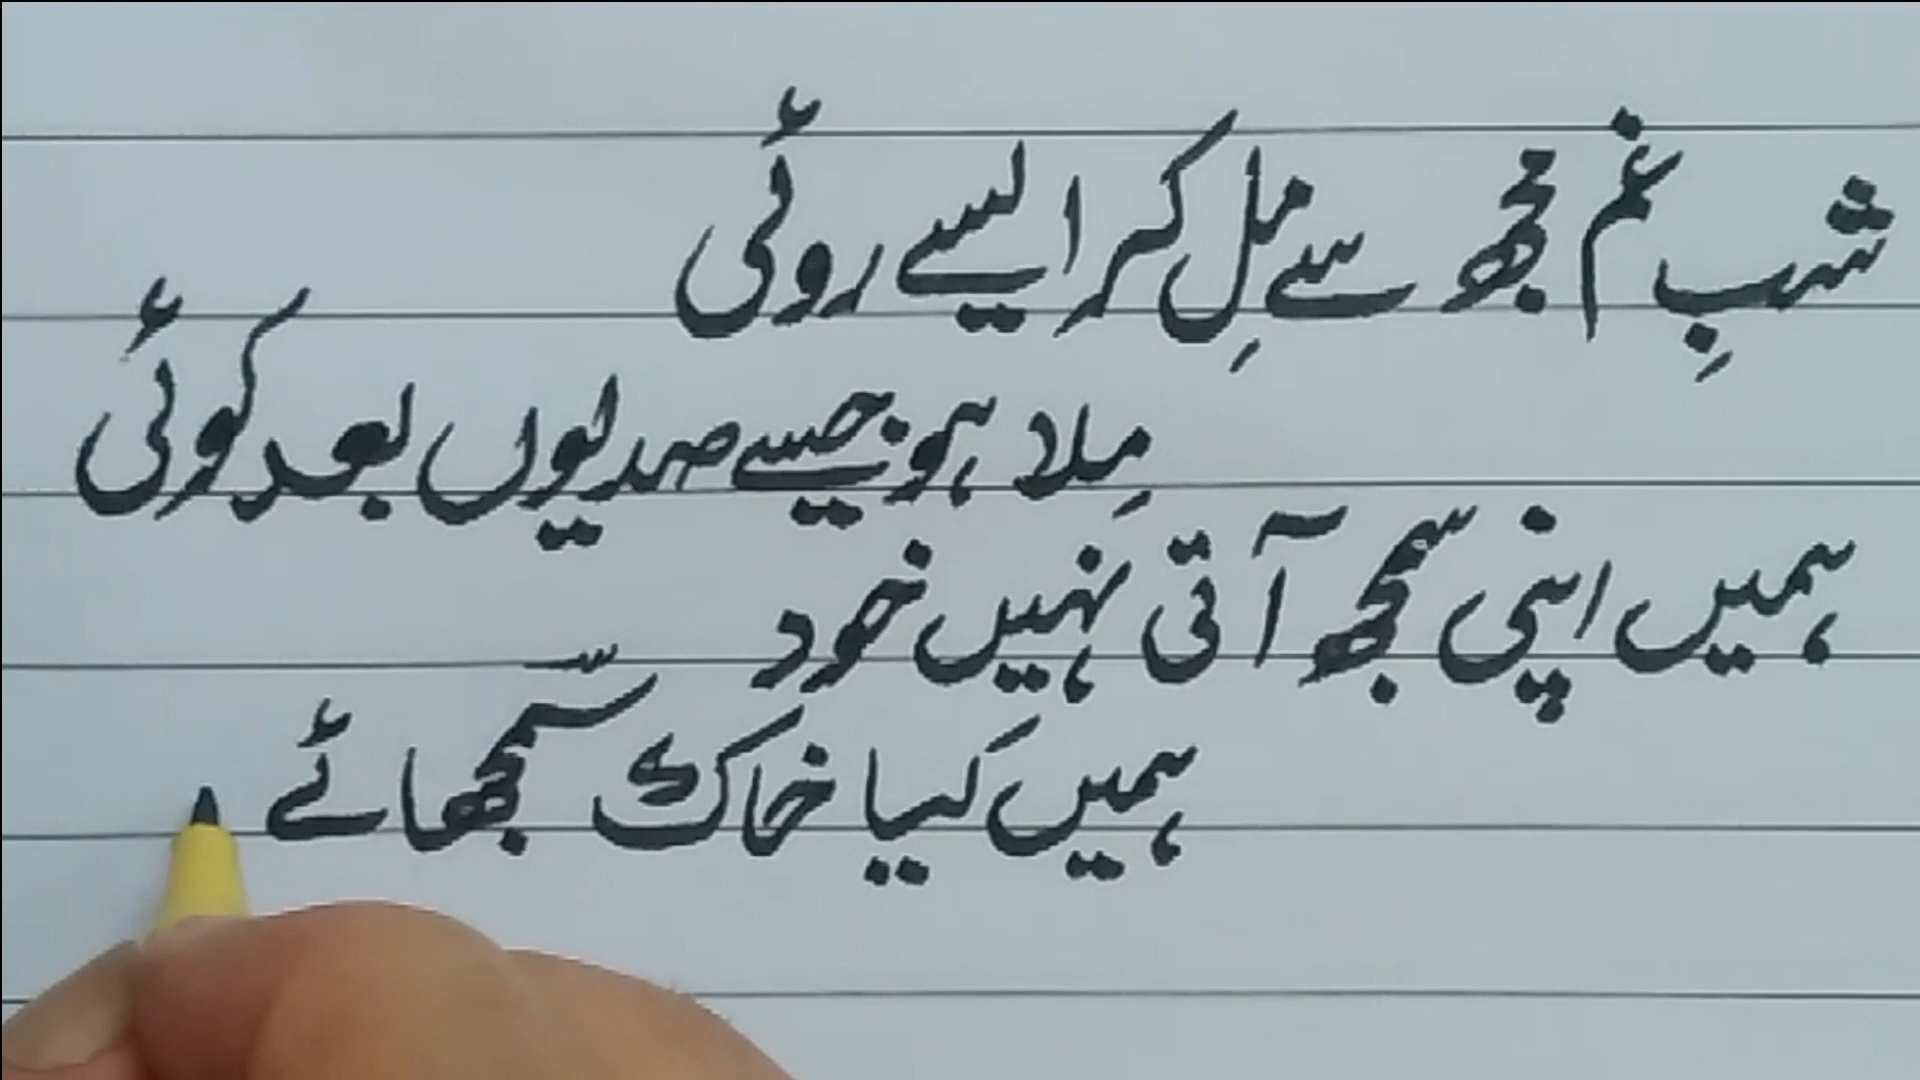 شبِ غم مجھ سے مِل کر ایسے روئی
مِلا ہو جیسے صدیوں بعد کوئی
ہمیں اپنی سمجھ آتی نہیں خود
ہمیں کیا خاک سمجھائے